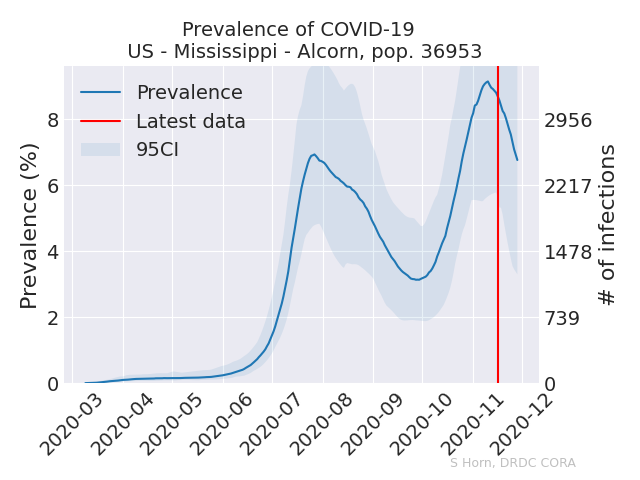 Prevalence of COVID-19
US - Mississippi - Alcorn, pop. 36953
Prevalence
Latest data
95CI
Prevalence (%)
8
6
4
2
0
2956
2217
1478
739
0
# of infections
2020-03
2020-04
2020-05
2020-06
2020-07
2020-08
2020-09
2020-10
2020-11
2020-12
S Horn, DRDC CORA